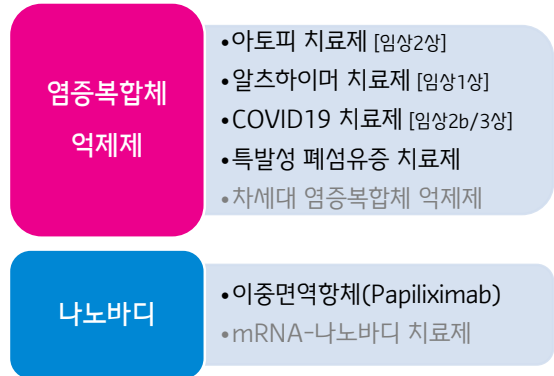 염증복합체
억제제
•아토피 치료제 [임상2상]
•알츠하이머 치료제 [임상1상]
•COVID19 치료제 [임상2b/3상]
•특발성 폐섬유증 치료제
•차세대 염증복합체 억제제
나노바디
•이중면역항체(Papiliximab)
•mRNA-나노바디 치료제